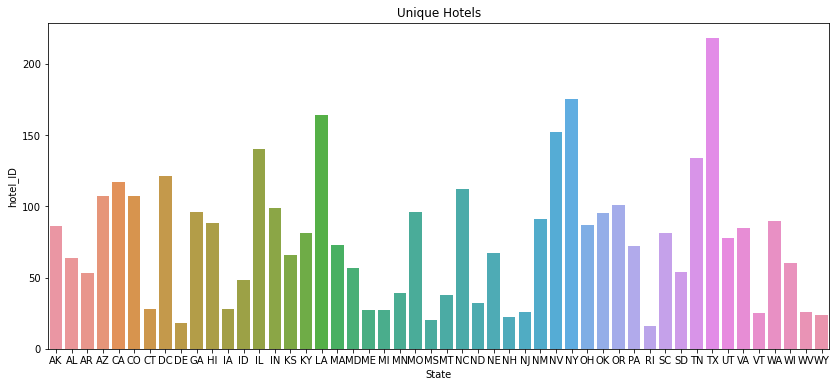 Unique Hotels
200
150
100
50
0
hotel_ID
AK AL AR AZ CA CO CT DC DE GA HI IA ID IL IN KS KY LA MA MD ME MI MN MO MS MT NC ND NE NH NJ NM NV NY OH OK OR PA RI SC SD TN TX UT VA VT WA WI WV WY
State